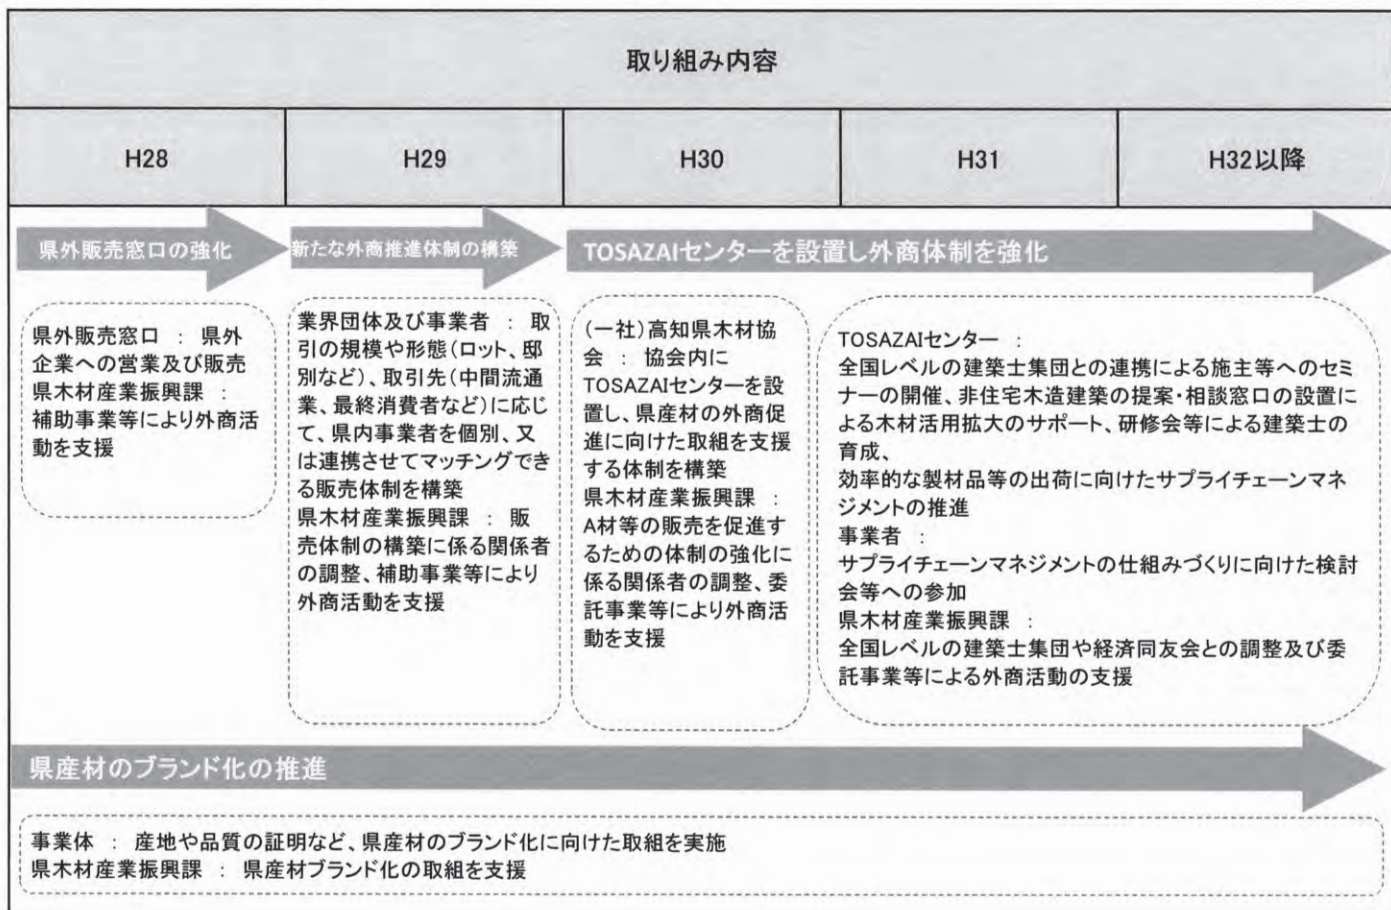 取り組み内容
H28
H29
H30
H31
H32以降
県外販売窓口の強化
新たな外商推進体制の構築
TOSAZAIセンターを設置し外商体制を強化
県外販売窓口 : 県外
企業への営業及び販売
県木材産業振興課 :
補助事業等により外商活
動を支援
業界団体及び事業者 : 取
引の規模や形態(ロット、邸
別など)、取引先(中間流通
業、最終消費者など)に応じ
て、県内事業者を個別、又
は連携させてマッチングでき
る販売体制を構築
県木材産業振興課 : 販
売体制の構築に係る関係者
の調整、補助事業等により
外商活動を支援
(一社)高知県木材協
会 : 協会内に
TOSAZAIセンターを設
置し、県産材の外商促
進に向けた取組を支援
する体制を構築
県木材産業振興課 :
A材等の販売を促進す
るための体制の強化に
係る関係者の調整、委
託事業等により外商活
動を支援
TOSAZAIセンター :
全国レベルの建築士集団との連携による施主等へのセミ
ナーの開催、非住宅木造建築の提案・相談窓口の設置に
よる木材活用拡大のサポート、研修会等による建築士の
育成、
効率的な製材品等の出荷に向けたサプライチェーンマネ
ジメントの推進
事業者 :
サプライチェーンマネジメントの仕組みづくりに向けた検討
会等への参加
県木材産業振興課 :
全国レベルの建築士集団や経済同友会との調整及び委
託事業等による外商活動の支援
県産材のブランド化の推進
事業体 : 産地や品質の証明など、県産材のブランド化に向けた取組を実施
県木材産業振興課 : 県産材ブランド化の取組を支援